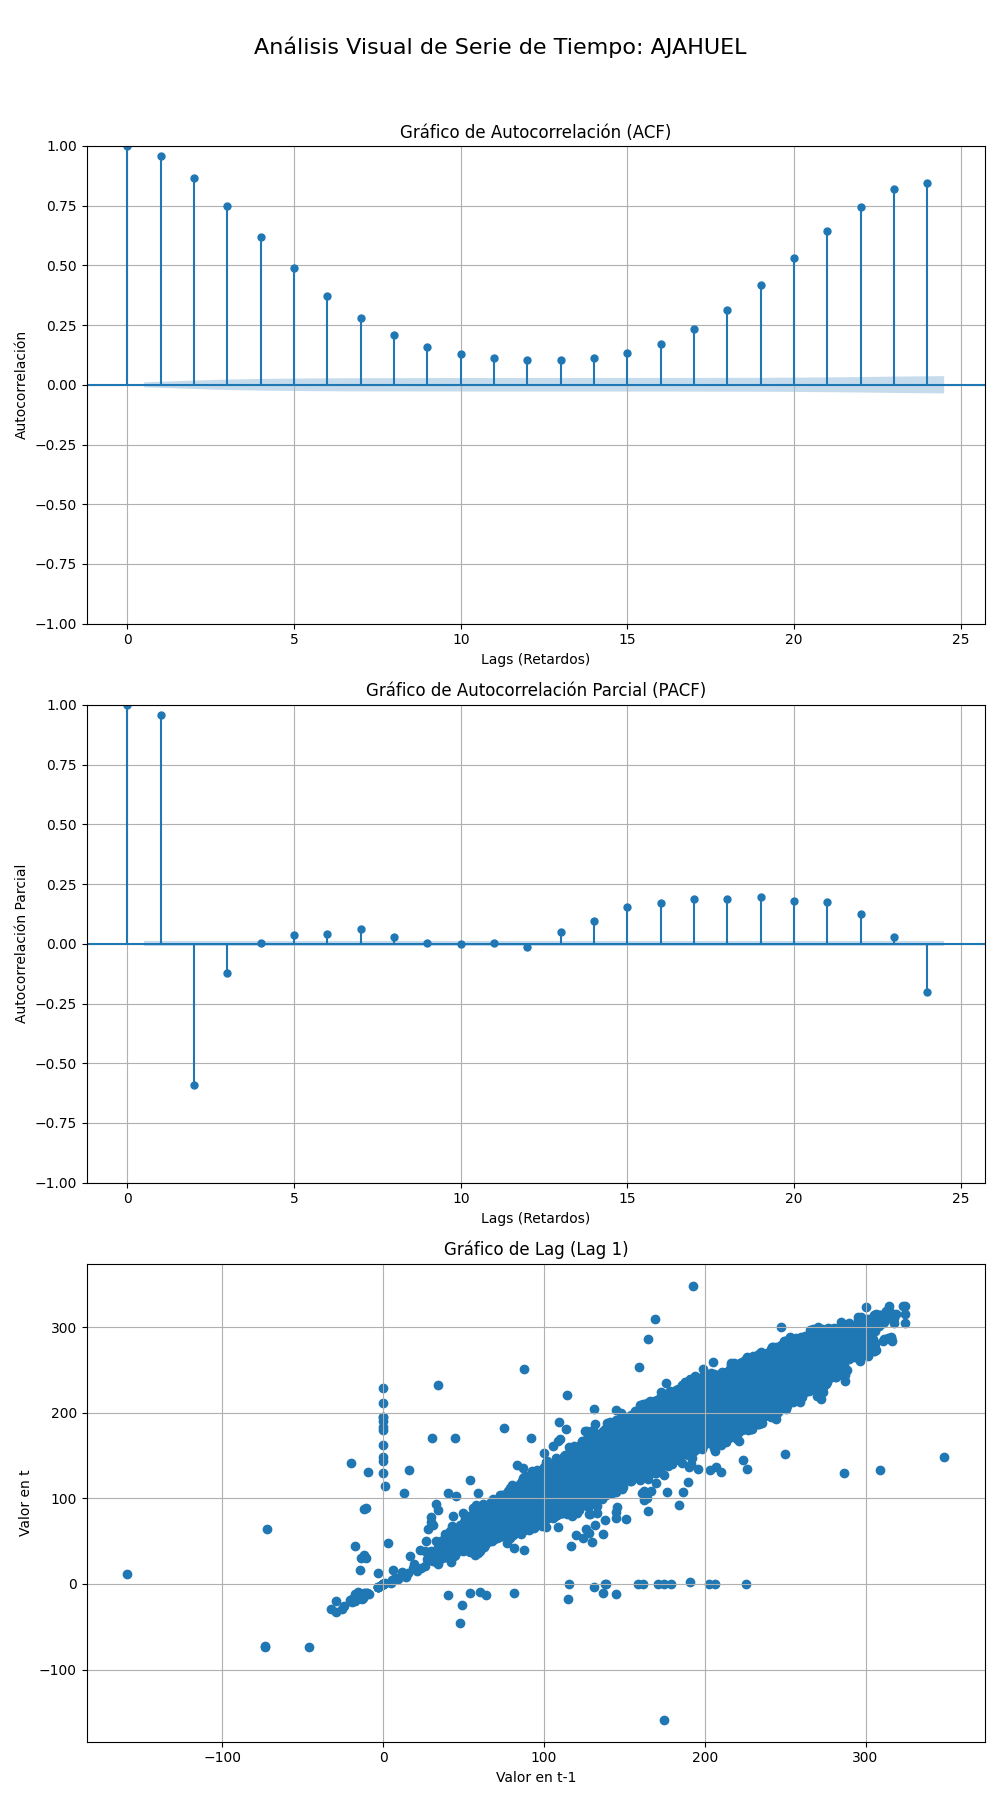 Análisis Visual de Serie de Tiempo: AJAHUEL
Gráfico de Autocorrelación (ACF)
1.00
0.75
0.50
0.25
0.00
−0.25
−0.50
−0.75
−1.00
Autocorrelación
0 5 10 15 20 25
Lags (Retardos)
Gráfico de Autocorrelación Parcial (PACF)
1.00
0.75
0.50
0.25
0.00
−0.25
−0.50
−0.75
−1.00
Autocorrelación Parcial
0 5 10 15 20 25
Lags (Retardos)
Gráfico de Lag (Lag 1)
300
200
100
0
−100
Valor en t
−100 0 100 200 300
Valor en t-1